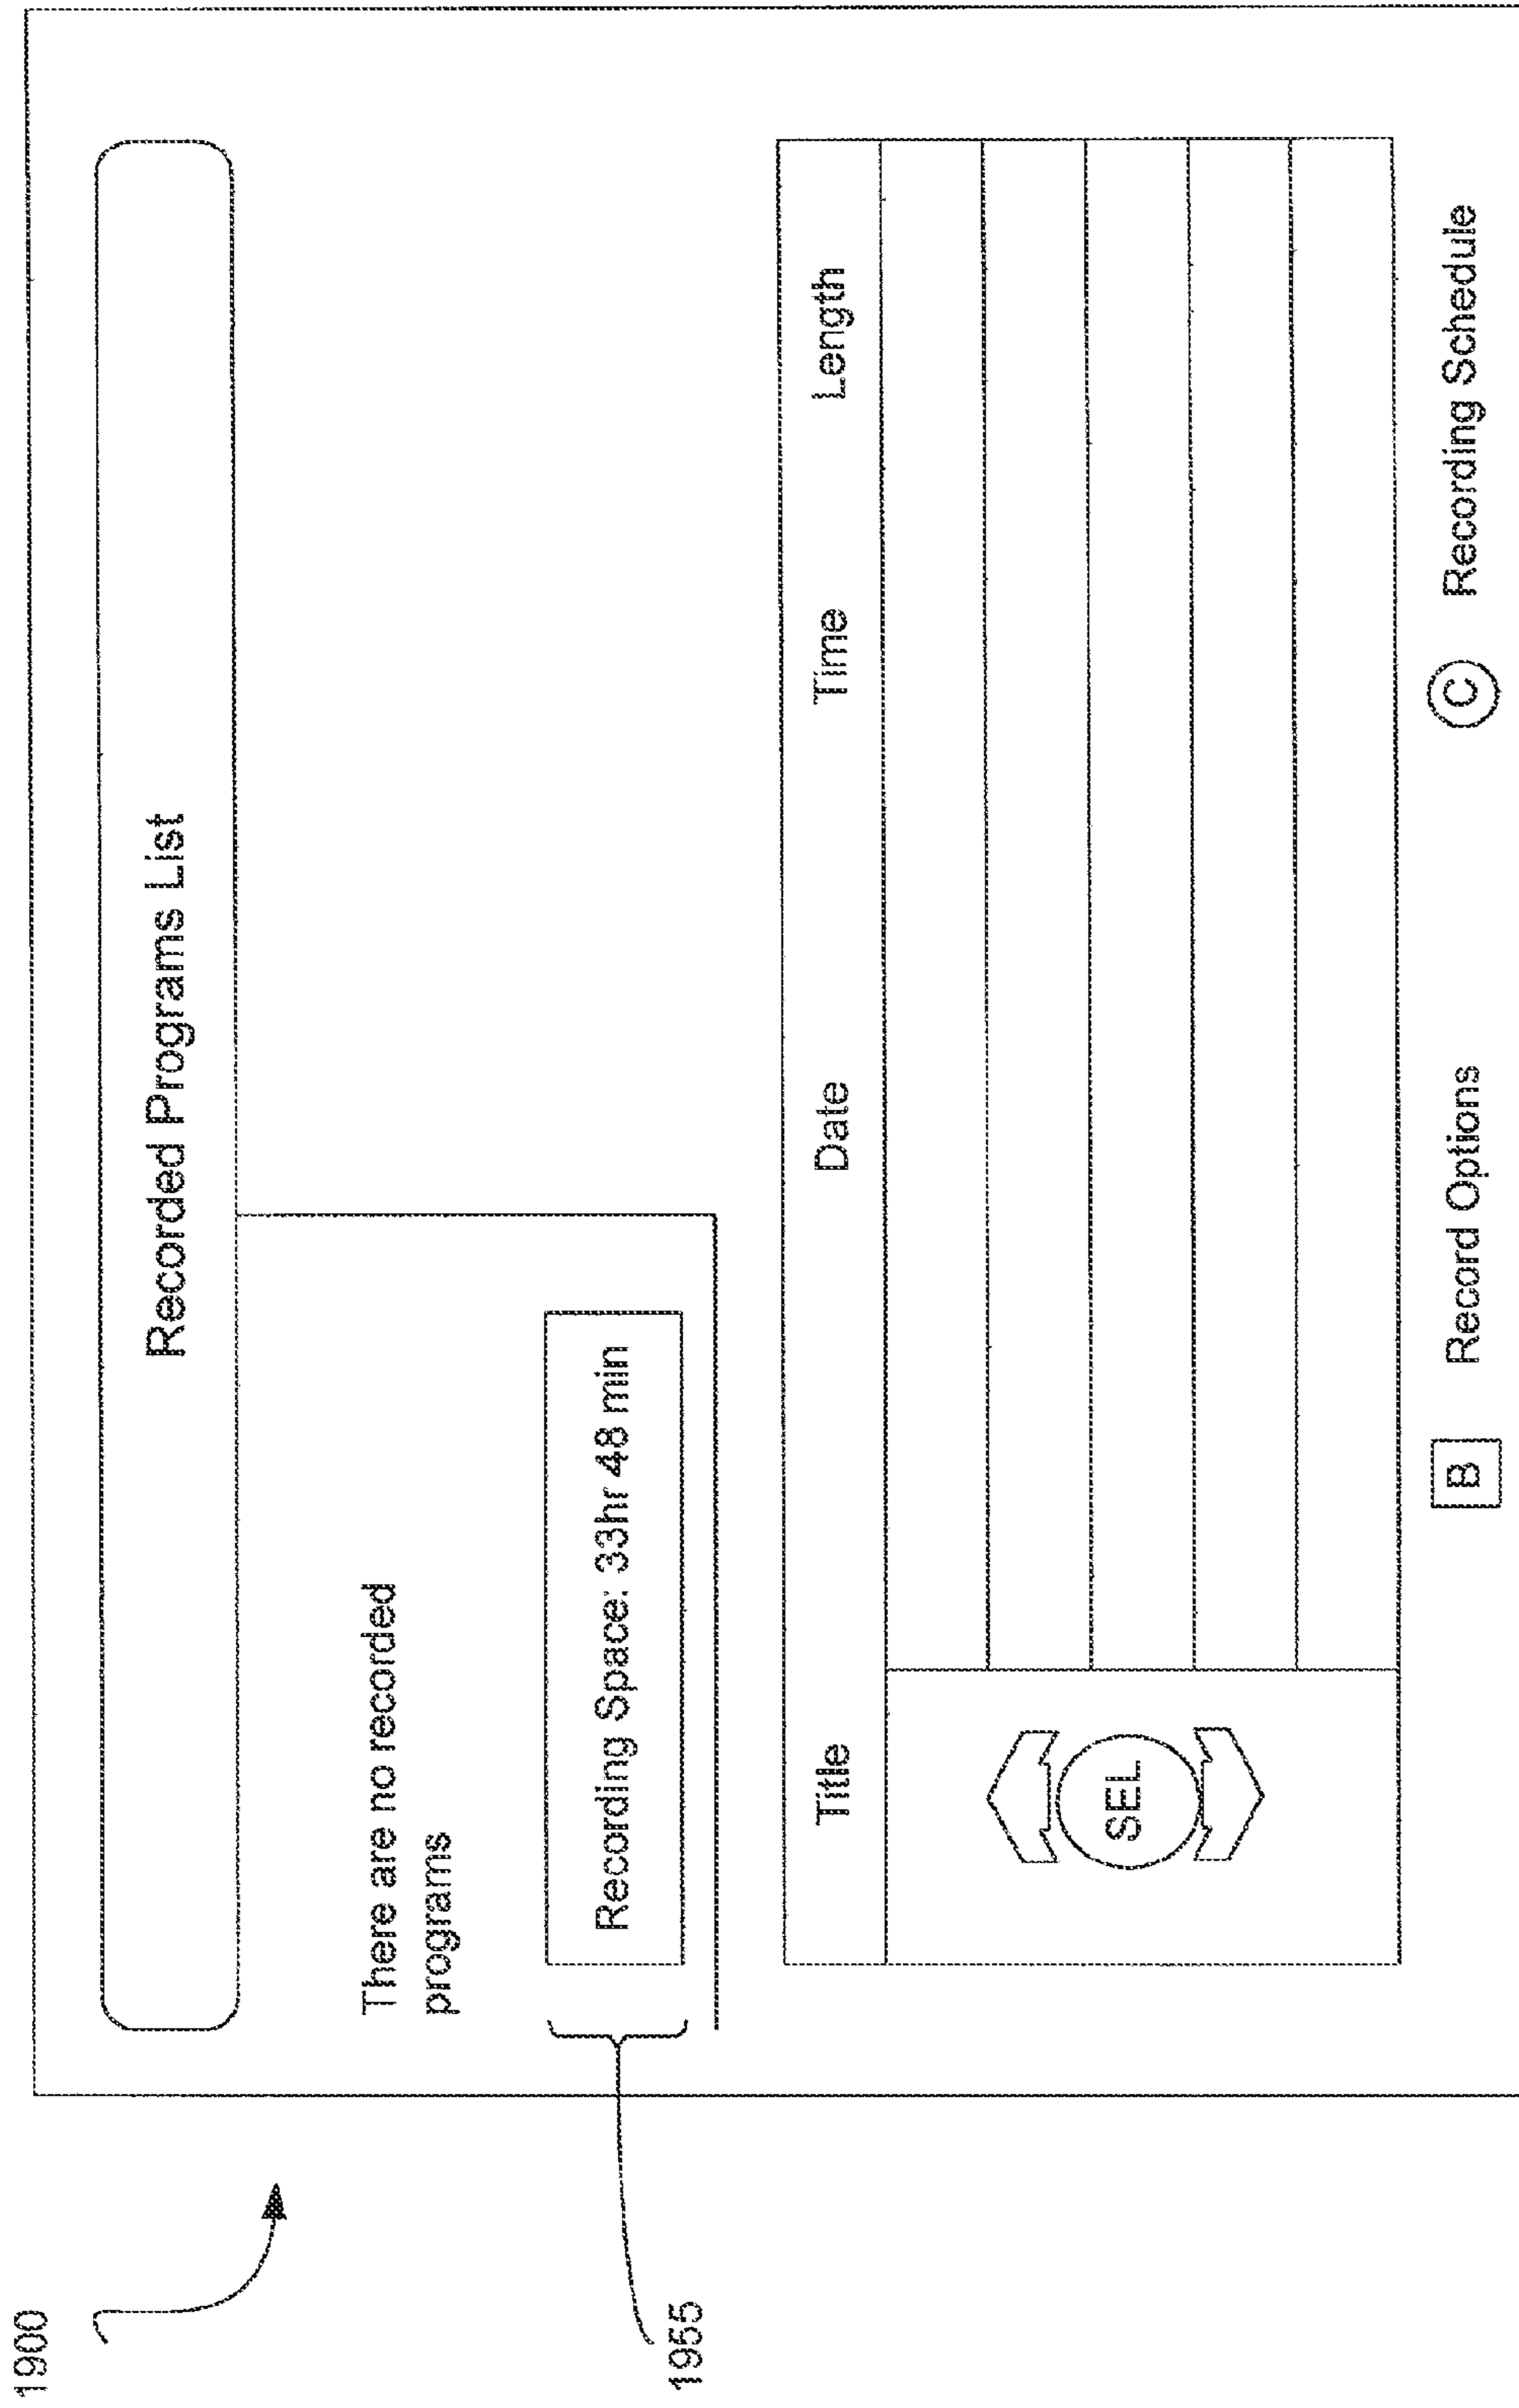 1900
Recorded Programs List
There are no recorded
programs
1955
Recording Space: 33hr 48 min
Title Date Time Length
SEL
B Record Options C Recording Schedule